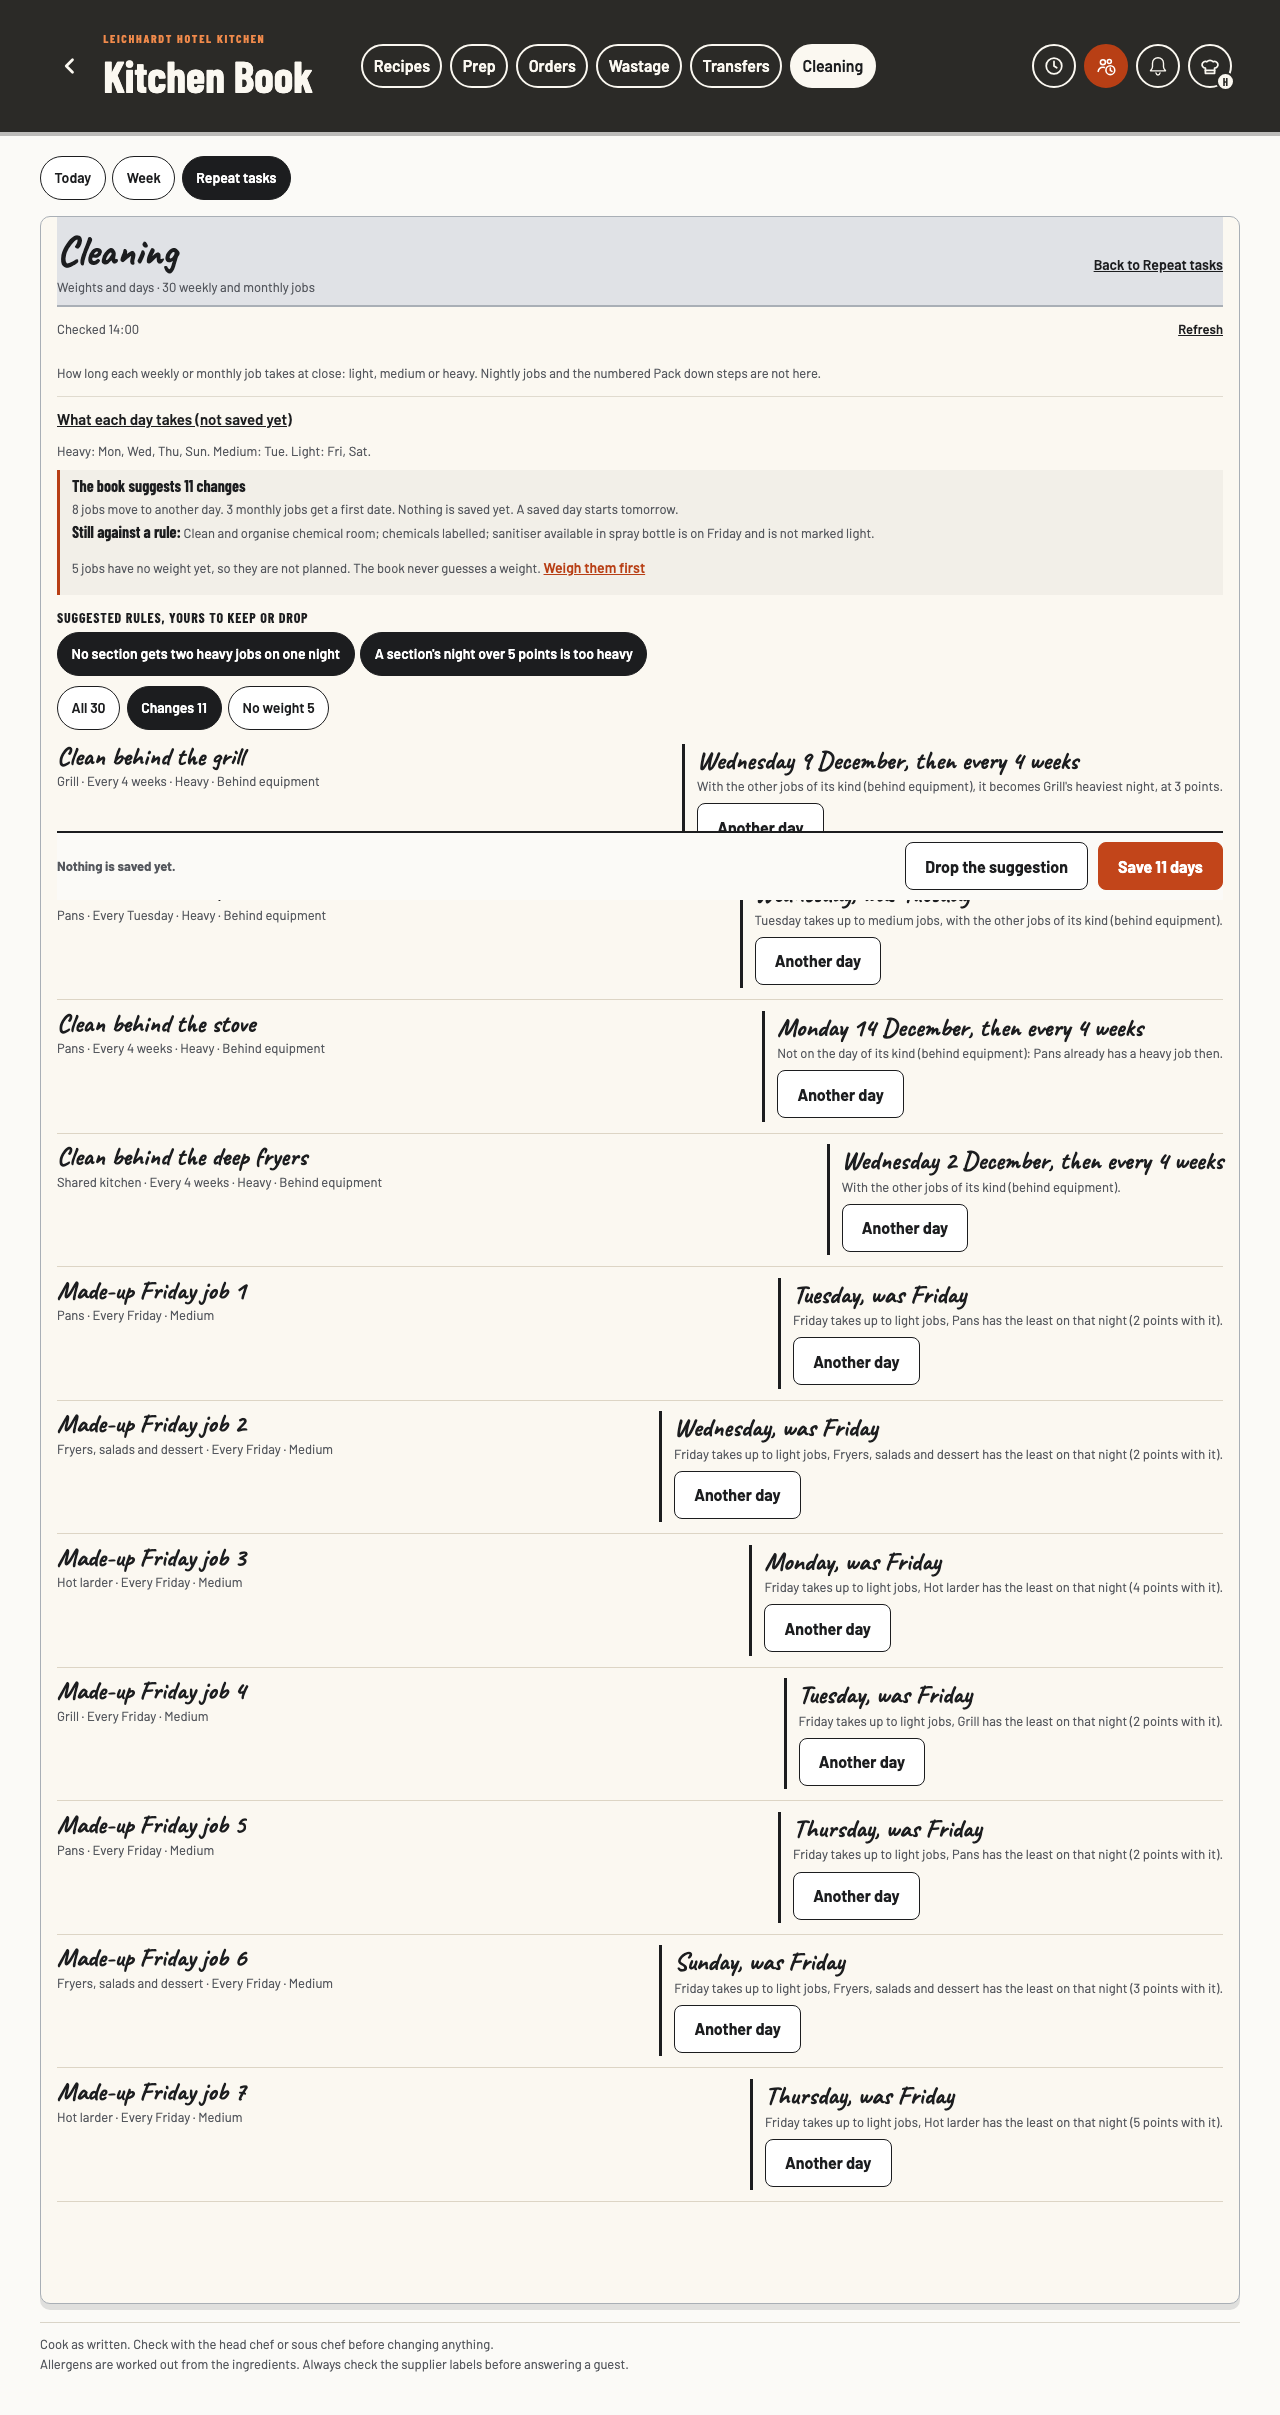 LEICHHARDT HOTEL KITCHEN
Kitchen Book
Recipes
Prep
Orders
Wastage
Transfers
Cleaning
H
Today
Week
Repeat tasks
Cleaning
Back to Repeat tasks
Weights and days · 30 weekly and monthly jobs
Checked 14:00
Refresh
How long each weekly or monthly job takes at close: light, medium or heavy. Nightly jobs and the numbered Pack down steps are not here.
What each day takes (not saved yet)
Heavy: Mon, Wed, Thu, Sun. Medium: Tue. Light: Fri, Sat.
The book suggests 11 changes
8 jobs move to another day. 3 monthly jobs get a first date. Nothing is saved yet. A saved day starts tomorrow.
Still against a rule: Clean and organise chemical room; chemicals labelled; sanitiser available in spray bottle is on Friday and is not marked light.
5 jobs have no weight yet, so they are not planned. The book never guesses a weight. Weigh them first
SUGGESTED RULES, YOURS TO KEEP OR DROP
No section gets two heavy jobs on one night
A section's night over 5 points is too heavy
All 30
Changes 11
No weight 5
Clean behind the grill
Grill · Every 4 weeks · Heavy · Behind equipment
Wednesday 9 December, then every 4 weeks
With the other jobs of its kind (behind equipment), it becomes Grill's heaviest night, at 3 points.
Another day
Nothing is saved yet.
Drop the suggestion
Save 11 days
Pans · Every Tuesday · Heavy · Behind equipment
Tuesday takes up to medium jobs, with the other jobs of its kind (behind equipment).
Another day
Clean behind the stove
Pans · Every 4 weeks · Heavy · Behind equipment
Monday 14 December, then every 4 weeks
Not on the day of its kind (behind equipment): Pans already has a heavy job then.
Another day
Clean behind the deep fryers
Shared kitchen · Every 4 weeks · Heavy · Behind equipment
Wednesday 2 December, then every 4 weeks
With the other jobs of its kind (behind equipment).
Another day
Made-up Friday job 1
Pans · Every Friday · Medium
Tuesday, was Friday
Friday takes up to light jobs, Pans has the least on that night (2 points with it).
Another day
Made-up Friday job 2
Fryers, salads and dessert · Every Friday · Medium
Wednesday, was Friday
Friday takes up to light jobs, Fryers, salads and dessert has the least on that night (2 points with it).
Another day
Made-up Friday job 3
Hot larder · Every Friday · Medium
Monday, was Friday
Friday takes up to light jobs, Hot larder has the least on that night (4 points with it).
Another day
Made-up Friday job 4
Grill · Every Friday · Medium
Tuesday, was Friday
Friday takes up to light jobs, Grill has the least on that night (2 points with it).
Another day
Made-up Friday job 5
Pans · Every Friday · Medium
Thursday, was Friday
Friday takes up to light jobs, Pans has the least on that night (2 points with it).
Another day
Made-up Friday job 6
Fryers, salads and dessert · Every Friday · Medium
Sunday, was Friday
Friday takes up to light jobs, Fryers, salads and dessert has the least on that night (3 points with it).
Another day
Made-up Friday job 7
Hot larder · Every Friday · Medium
Thursday, was Friday
Friday takes up to light jobs, Hot larder has the least on that night (5 points with it).
Another day
Cook as written. Check with the head chef or sous chef before changing anything.
Allergens are worked out from the ingredients. Always check the supplier labels before answering a guest.